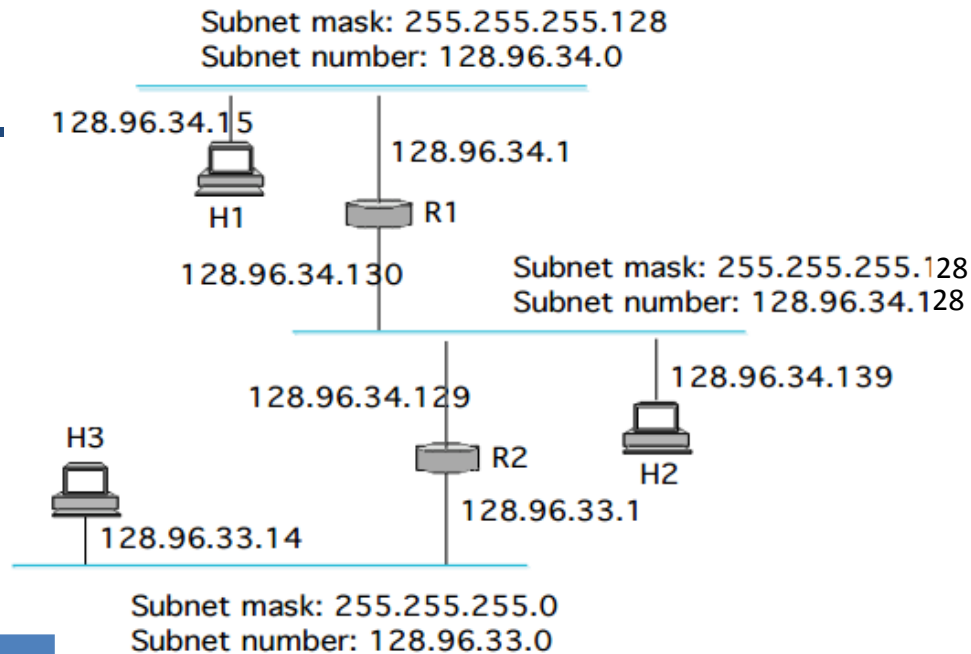 Subnet mask: 255.255.255.128
Subnet number: 128.96.34.0
128.96.34.15
128.96.34.1
H1
R1
128.96.34.130
Subnet mask: 255.255.255.128
Subnet number: 128.96.34.128
128.96.34.129
128.96.34.139
H3
R2
H2
128.96.33.1
128.96.33.14
Subnet mask: 255.255.255.0
Subnet number: 128.96.33.0